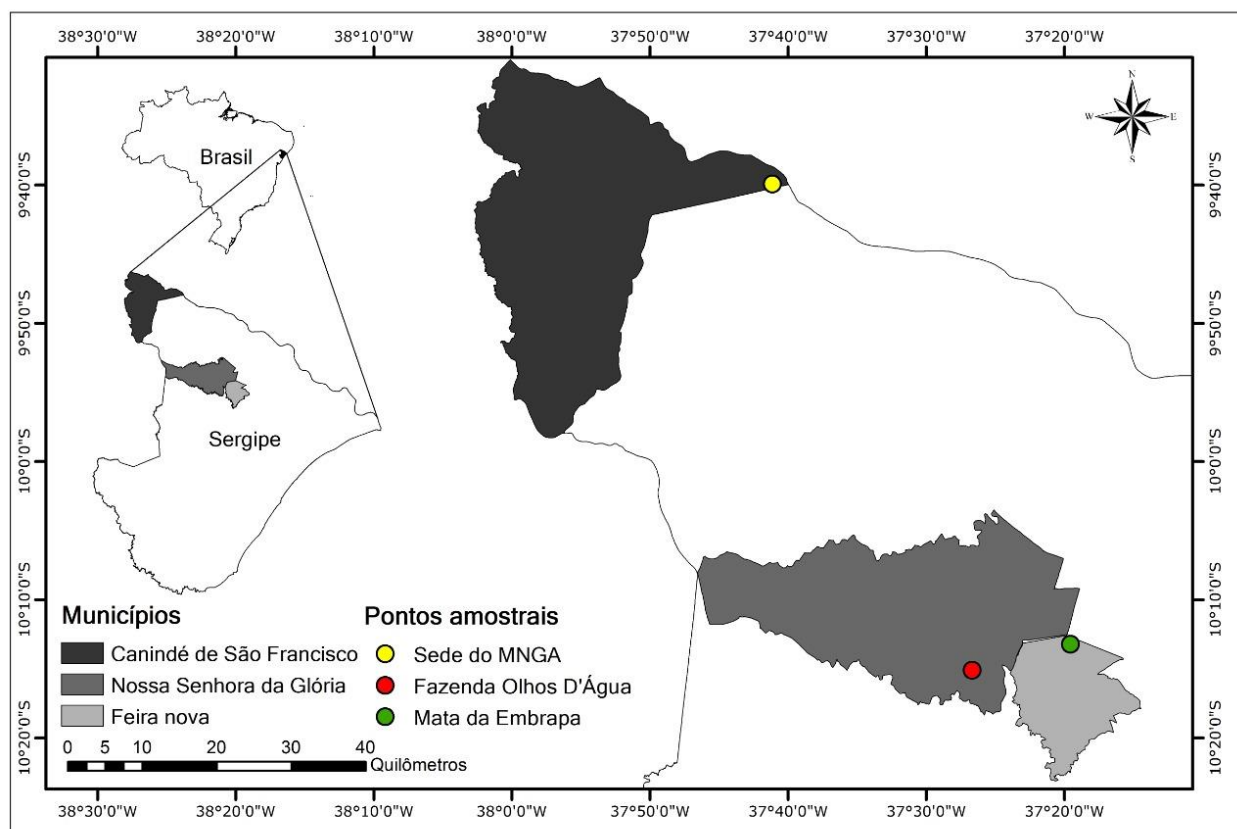 38°30'0"W 38°20'0"W 38°10'0"W 38°0'0"W 37°50'0"W 37°40'0"W 37°30'0"W 37°20'0"W
N
W E
S
Brasil
9°40'0"S 9°40'0"S
9°50'0"S 9°50'0"S
Sergipe
10°0'0"S 10°0'0"S
10°10'0"S 10°10'0"S
Municípios
Canindé de São Francisco
Nossa Senhora da Glória
Feira nova
Pontos amostrais
Sede do MNGA
Fazenda Olhos D'Água
Mata da Embrapa
10°20'0"S 10°20'0"S
0 5 10 20 30 40
Quilômetros
38°30'0"W 38°20'0"W 38°10'0"W 38°0'0"W 37°50'0"W 37°40'0"W 37°30'0"W 37°20'0"W